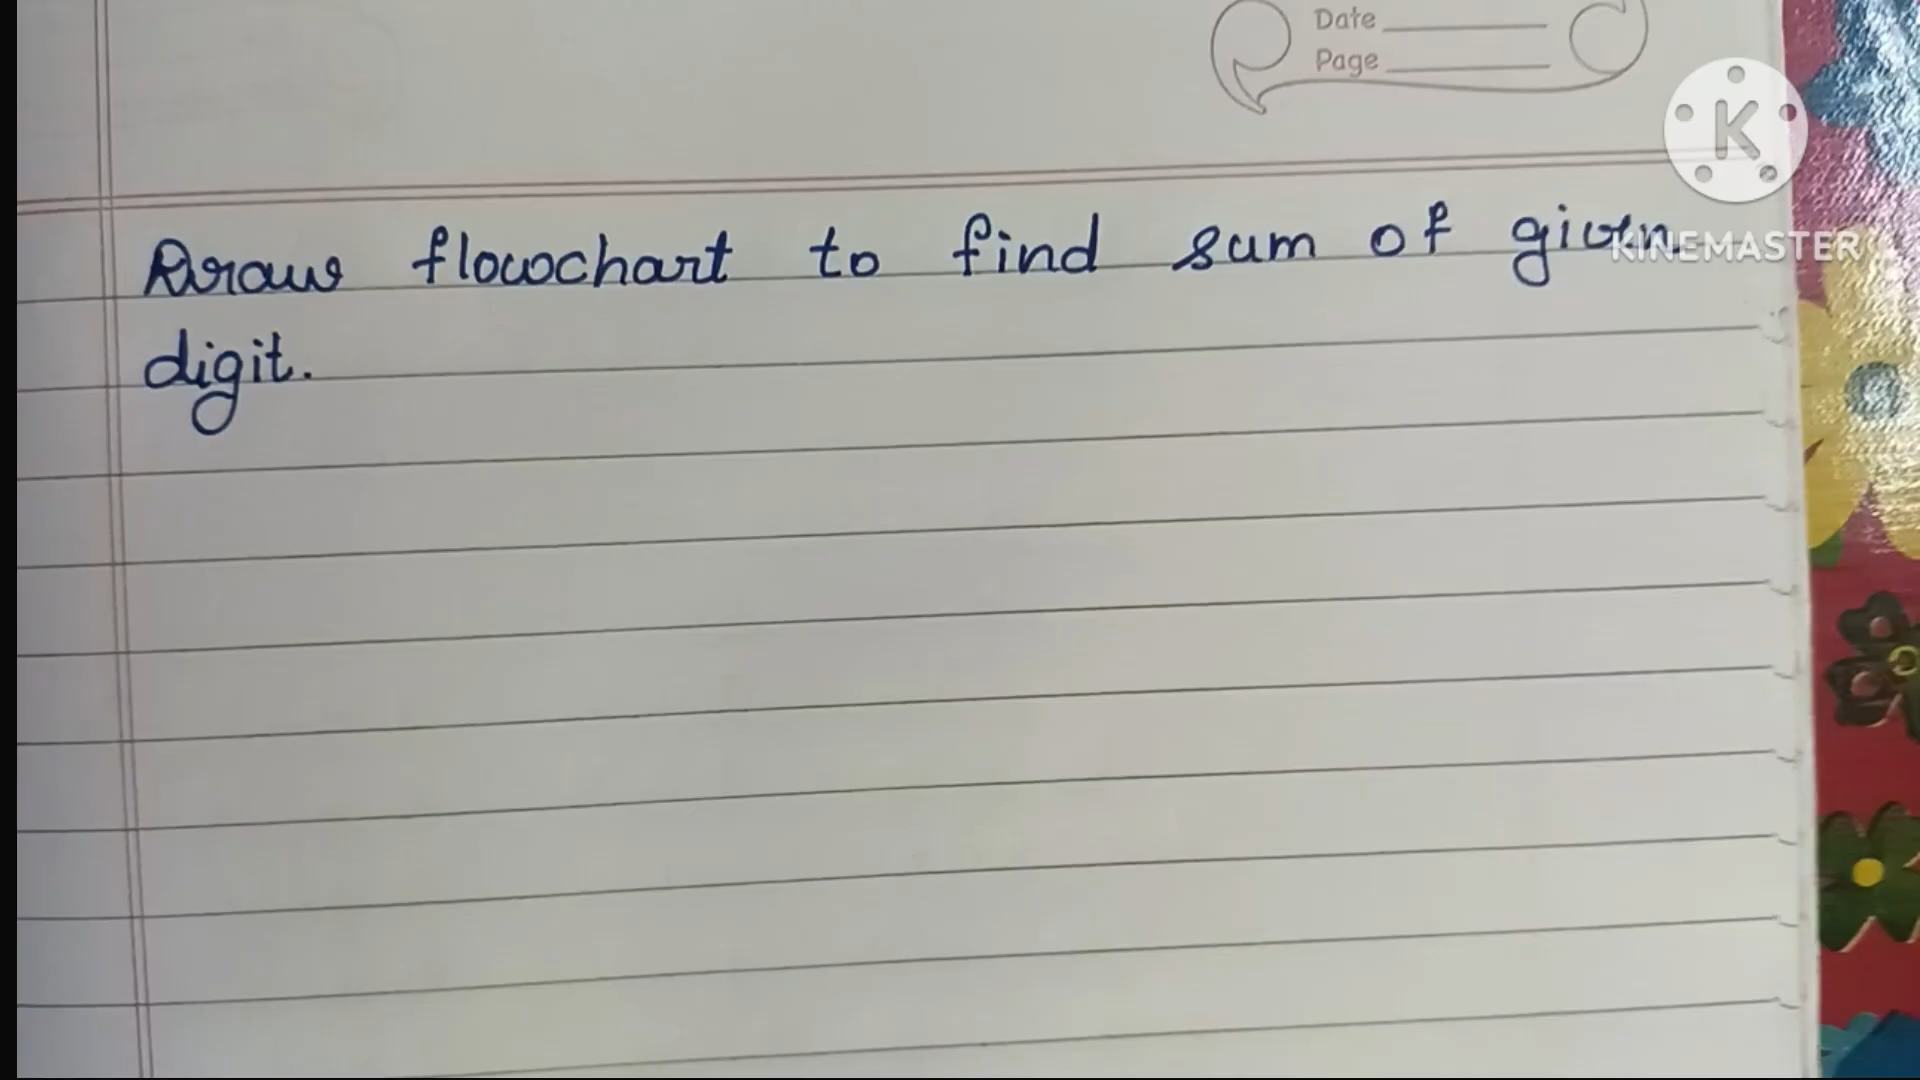 Date
Page
K
Draw flowchart to find sum of given
KINEMASTER
digit.